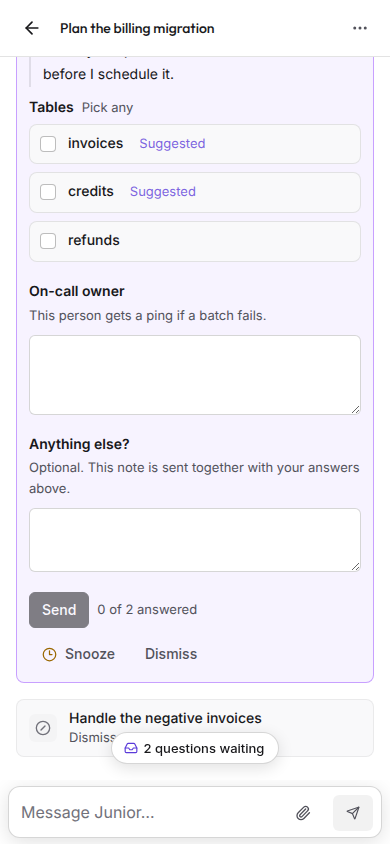 Plan the billing migration
before I schedule it.
Tables Pick any
invoices Suggested
credits Suggested
refunds
On-call owner
This person gets a ping if a batch fails.
Anything else?
Optional. This note is sent together with your answers
above.
Send 0 of 2 answered
Snooze Dismiss
Handle the negative invoices
Dismiss
2 questions waiting
Message Junior...